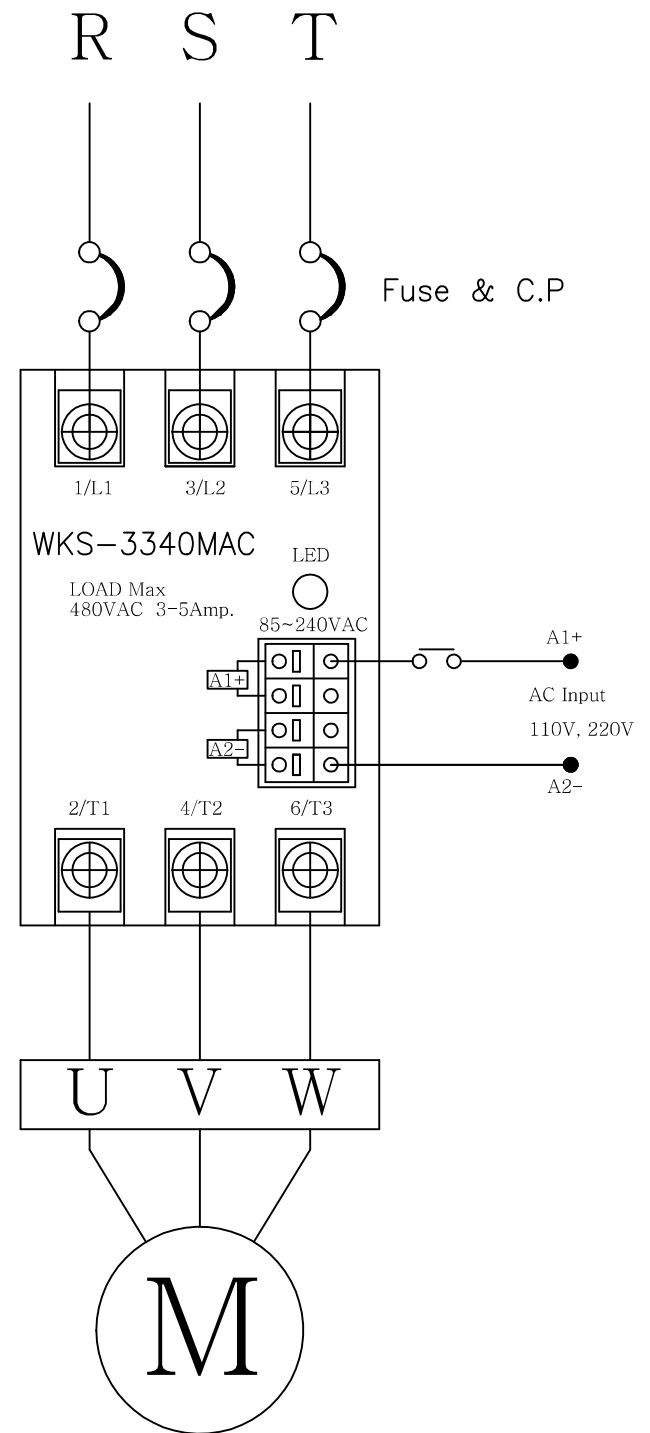 R S T
Fuse & C.P
1/L1 3/L2 5/L3
WKS-3340MAC
LED
LOAD Max
480VAC 3-5Amp.
85~240VAC
A1+
A1+
AC Input
110V, 220V
A2-
A2-
2/T1 4/T2 6/T3
U V W
M